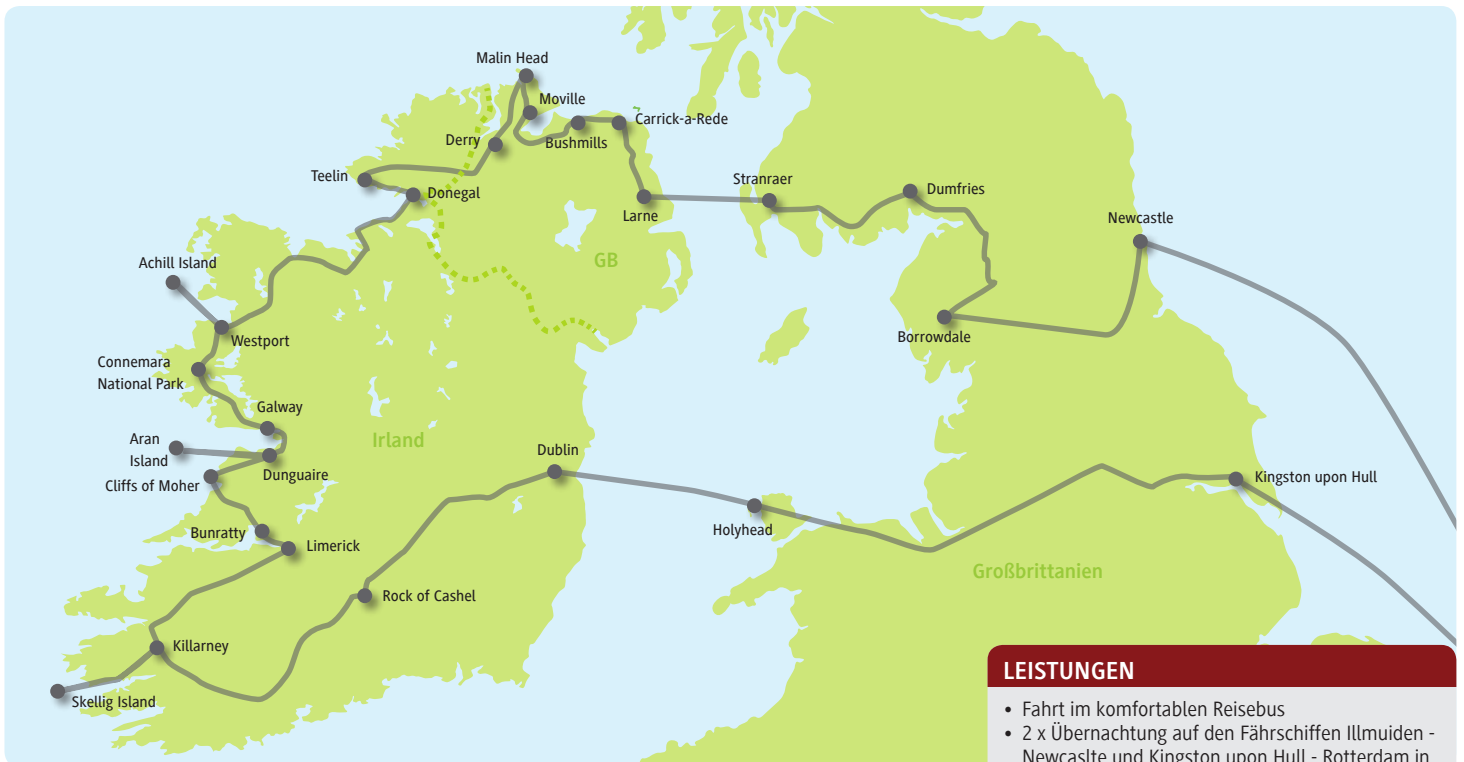 Malin Head
Moville
Carrick-a-Rede
Derry
Bushmills
Teelin
Donegal
Stranraer
Dumfries
Larne
Newcastle
GB
Achill Island
Westport
Borrowdale
Connemara
National Park
Galway
Irland
Aran
Island
Dublin
Dunguaire
Cliffs of Moher
Kingston upon Hull
Holyhead
Bunratty
Limerick
Großbrittanien
Rock of Cashel
Killarney
Skellig Island
LEISTUNGEN
• Fahrt im komfortablen Reisebus
• 2 x Übernachtung auf den Fährschiffen Illmuiden -
Newcaslte und Kingston upon Hull - Rotterdam in